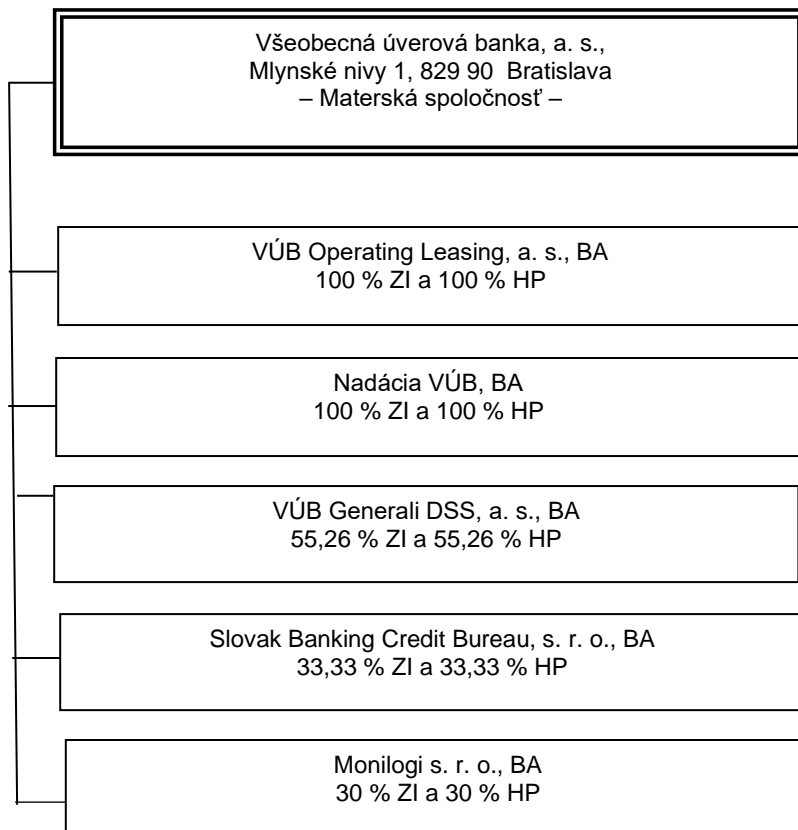 Všeobecná úverová banka, a. s.,
Mlynské nivy 1, 829 90 Bratislava
– Materská spoločnosť –
VÚB Operating Leasing, a. s., BA
100 % ZI a 100 % HP
Nadácia VÚB, BA
100 % ZI a 100 % HP
VÚB Generali DSS, a. s., BA
55,26 % ZI a 55,26 % HP
Slovak Banking Credit Bureau, s. r. o., BA
33,33 % ZI a 33,33 % HP
Monilogi s. r. o., BA
30 % ZI a 30 % HP